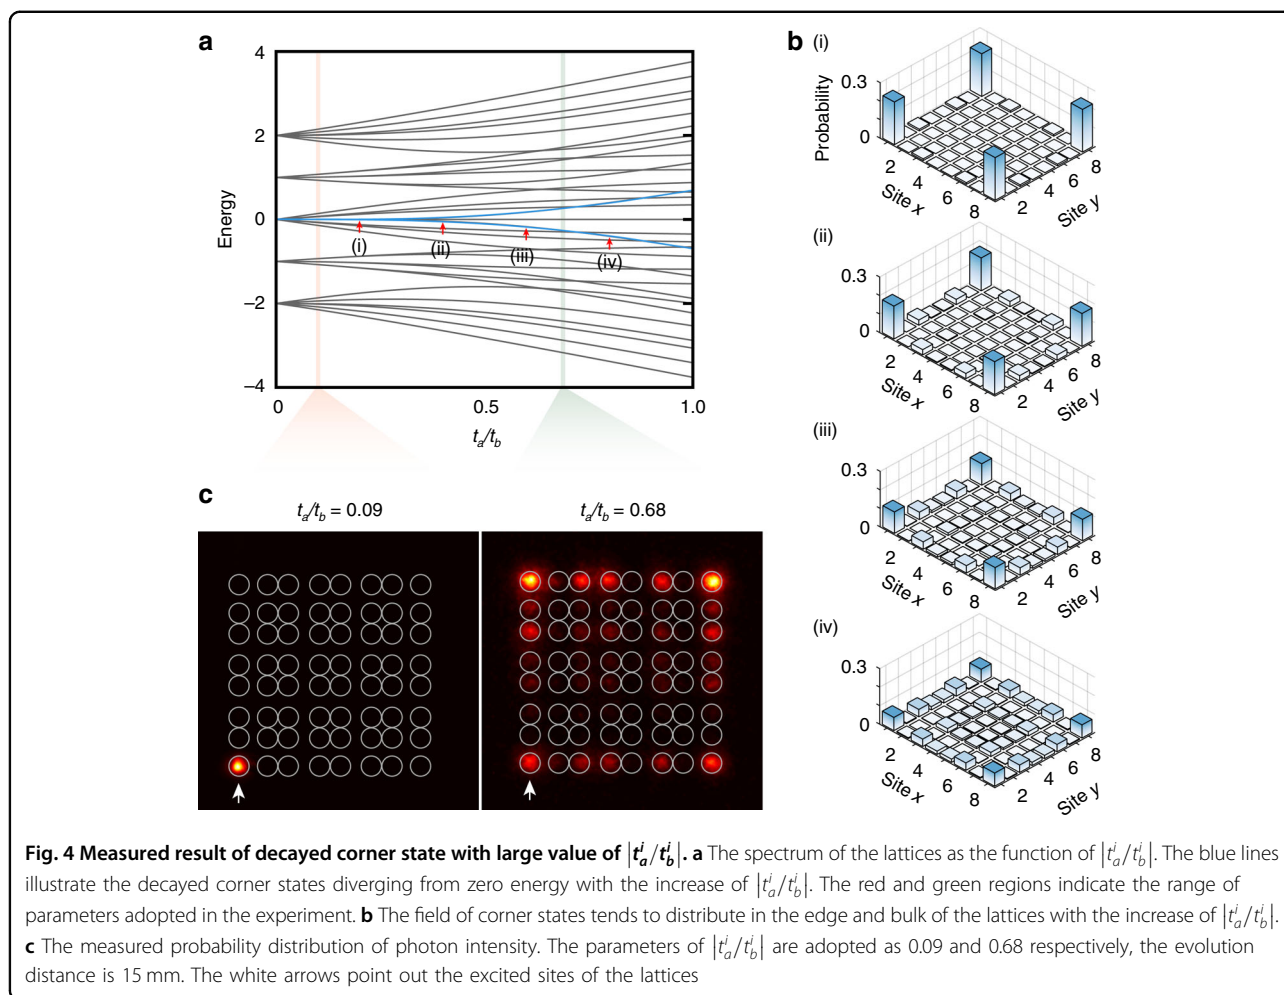 a
4
2
0
−2
−4
Energy
(i)
(ii)
(iii)
(iv)
0
0.5
1.0
t_a/t_b
b
(i)
0.3
0
Probability
2
4
6
8
Site x
2
4
6
8
Site y
(ii)
0.3
0
2
4
6
8
Site x
2
4
6
8
Site y
(iii)
0.3
0
2
4
6
8
Site x
2
4
6
8
Site y
(iv)
0.3
0
2
4
6
8
Site x
2
4
6
8
Site y
c
t_a/t_b = 0.09
t_a/t_b = 0.68
Fig. 4 Measured result of decayed corner state with large value of |t_a^i/t_b^i|. a The spectrum of the lattices as the function of |t_a^i/t_b^i|. The blue lines
illustrate the decayed corner states diverging from zero energy with the increase of |t_a^i/t_b^i|. The red and green regions indicate the range of
parameters adopted in the experiment. b The field of corner states tends to distribute in the edge and bulk of the lattices with the increase of |t_a^i/t_b^i|.
c The measured probability distribution of photon intensity. The parameters of |t_a^i/t_b^i| are adopted as 0.09 and 0.68 respectively, the evolution
distance is 15 mm. The white arrows point out the excited sites of the lattices